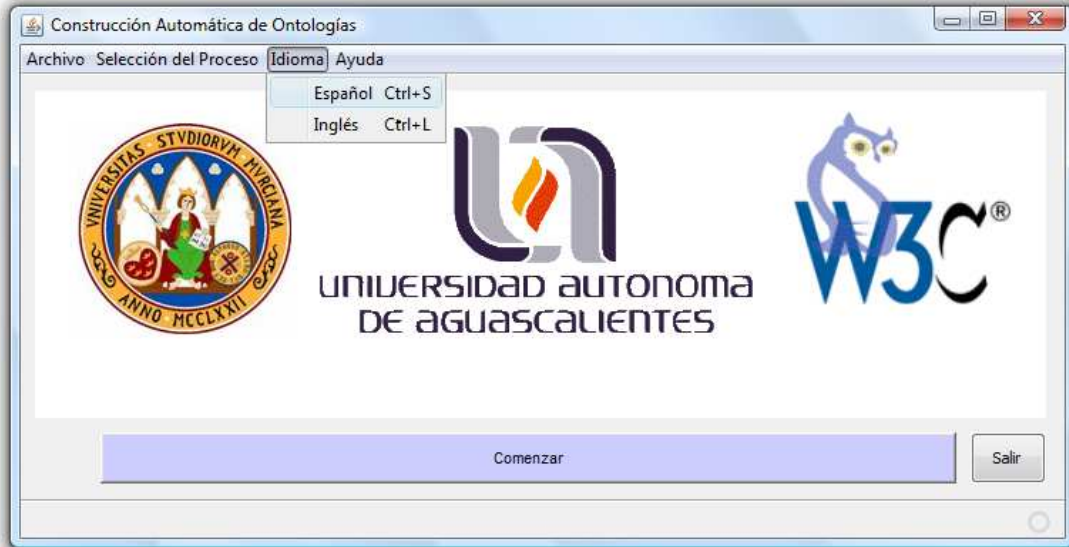 Construcción Automática de Ontologías
Archivo Selección del Proceso Idioma Ayuda
Español Ctrl+S
Inglés Ctrl+L
VNIVERSITAS STVDIORVM MVRCIANA
ANNO MCCLXXII
UNIVERSIDAD AUTONOMA
DE AGUASCALIENTES
W3C®
Comenzar
Salir